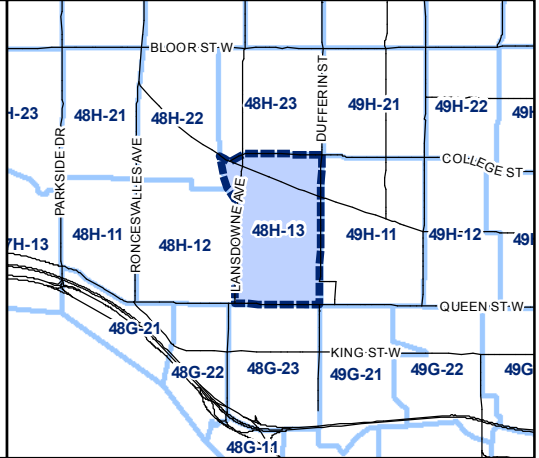 BLOOR ST W
DUFFERIN ST
H-23
48H-21
48H-22
48H-23
49H-21
49H-22
49H
PARKSIDE DR
RONCESVALLES AVE
COLLEGE ST
LANSDOWNE AVE
7H-13
48H-11
48H-12
48H-13
49H-11
49H-12
49H
QUEEN ST W
48G-21
KING ST W
48G-22
48G-23
49G-21
49G-22
49G
48G-11